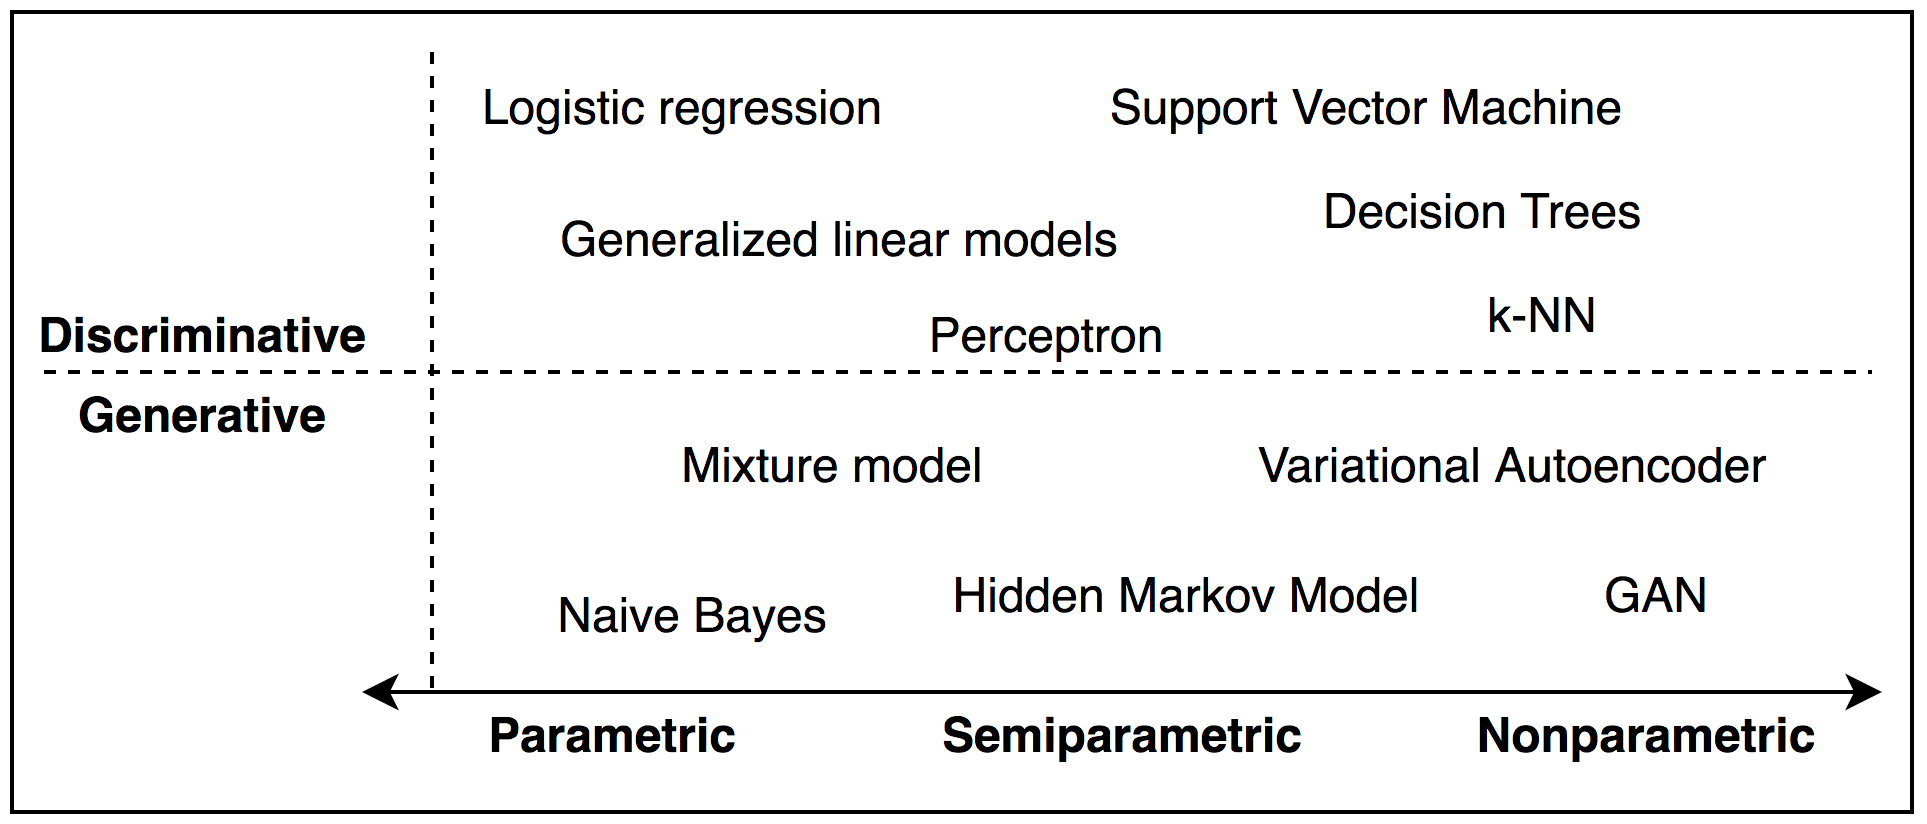 Logistic regression
Support Vector Machine
Decision Trees
Generalized linear models
k-NN
Perceptron
Discriminative
Generative
Mixture model
Variational Autoencoder
Hidden Markov Model
GAN
Naive Bayes
Parametric
Semiparametric
Nonparametric